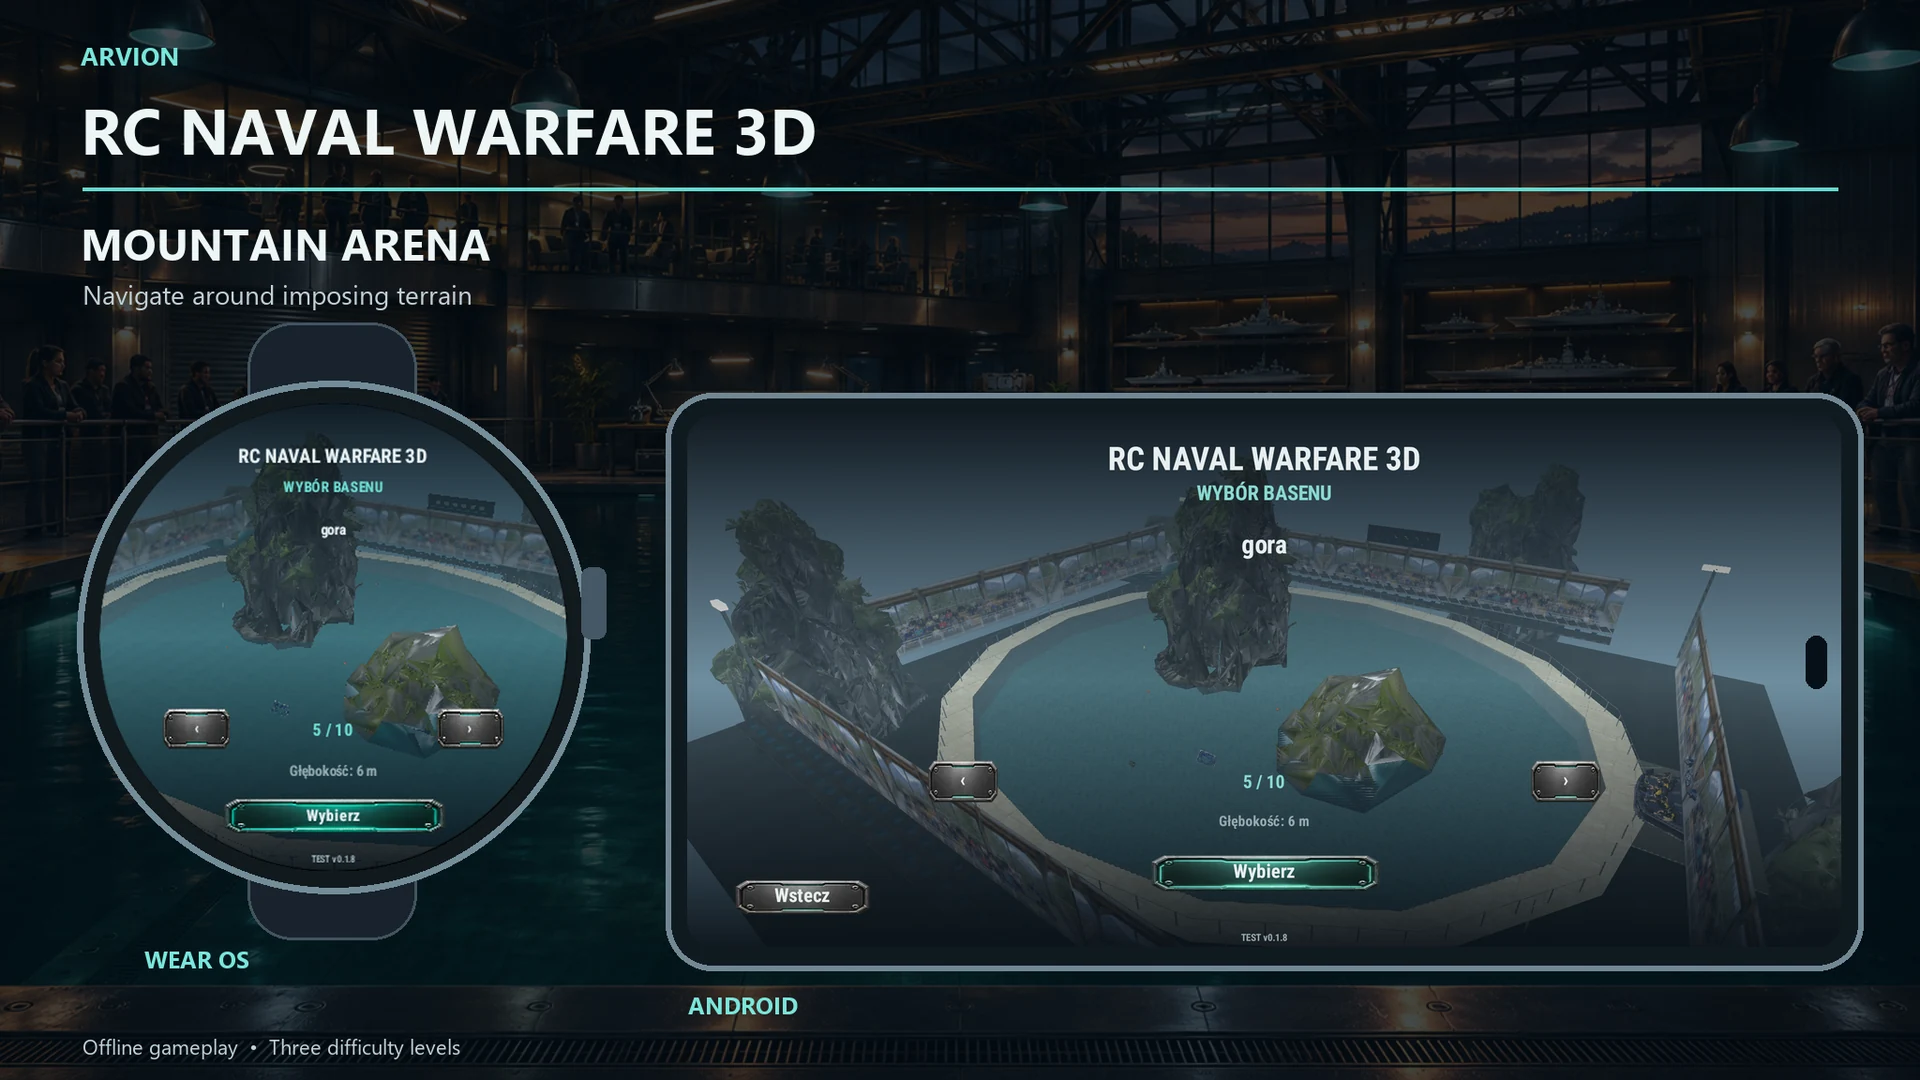 ARVION
RC NAVAL WARFARE 3D
MOUNTAIN ARENA
Navigate around imposing terrain
RC NAVAL WARFARE 3D
WYBÓR BASENU
gora
‹
5 / 10
›
Głębokość: 6 m
Wybierz
TEST v0.1.8
WEAR OS
RC NAVAL WARFARE 3D
WYBÓR BASENU
gora
‹
5 / 10
›
Głębokość: 6 m
Wybierz
Wstecz
TEST v0.1.8
ANDROID
Offline gameplay • Three difficulty levels